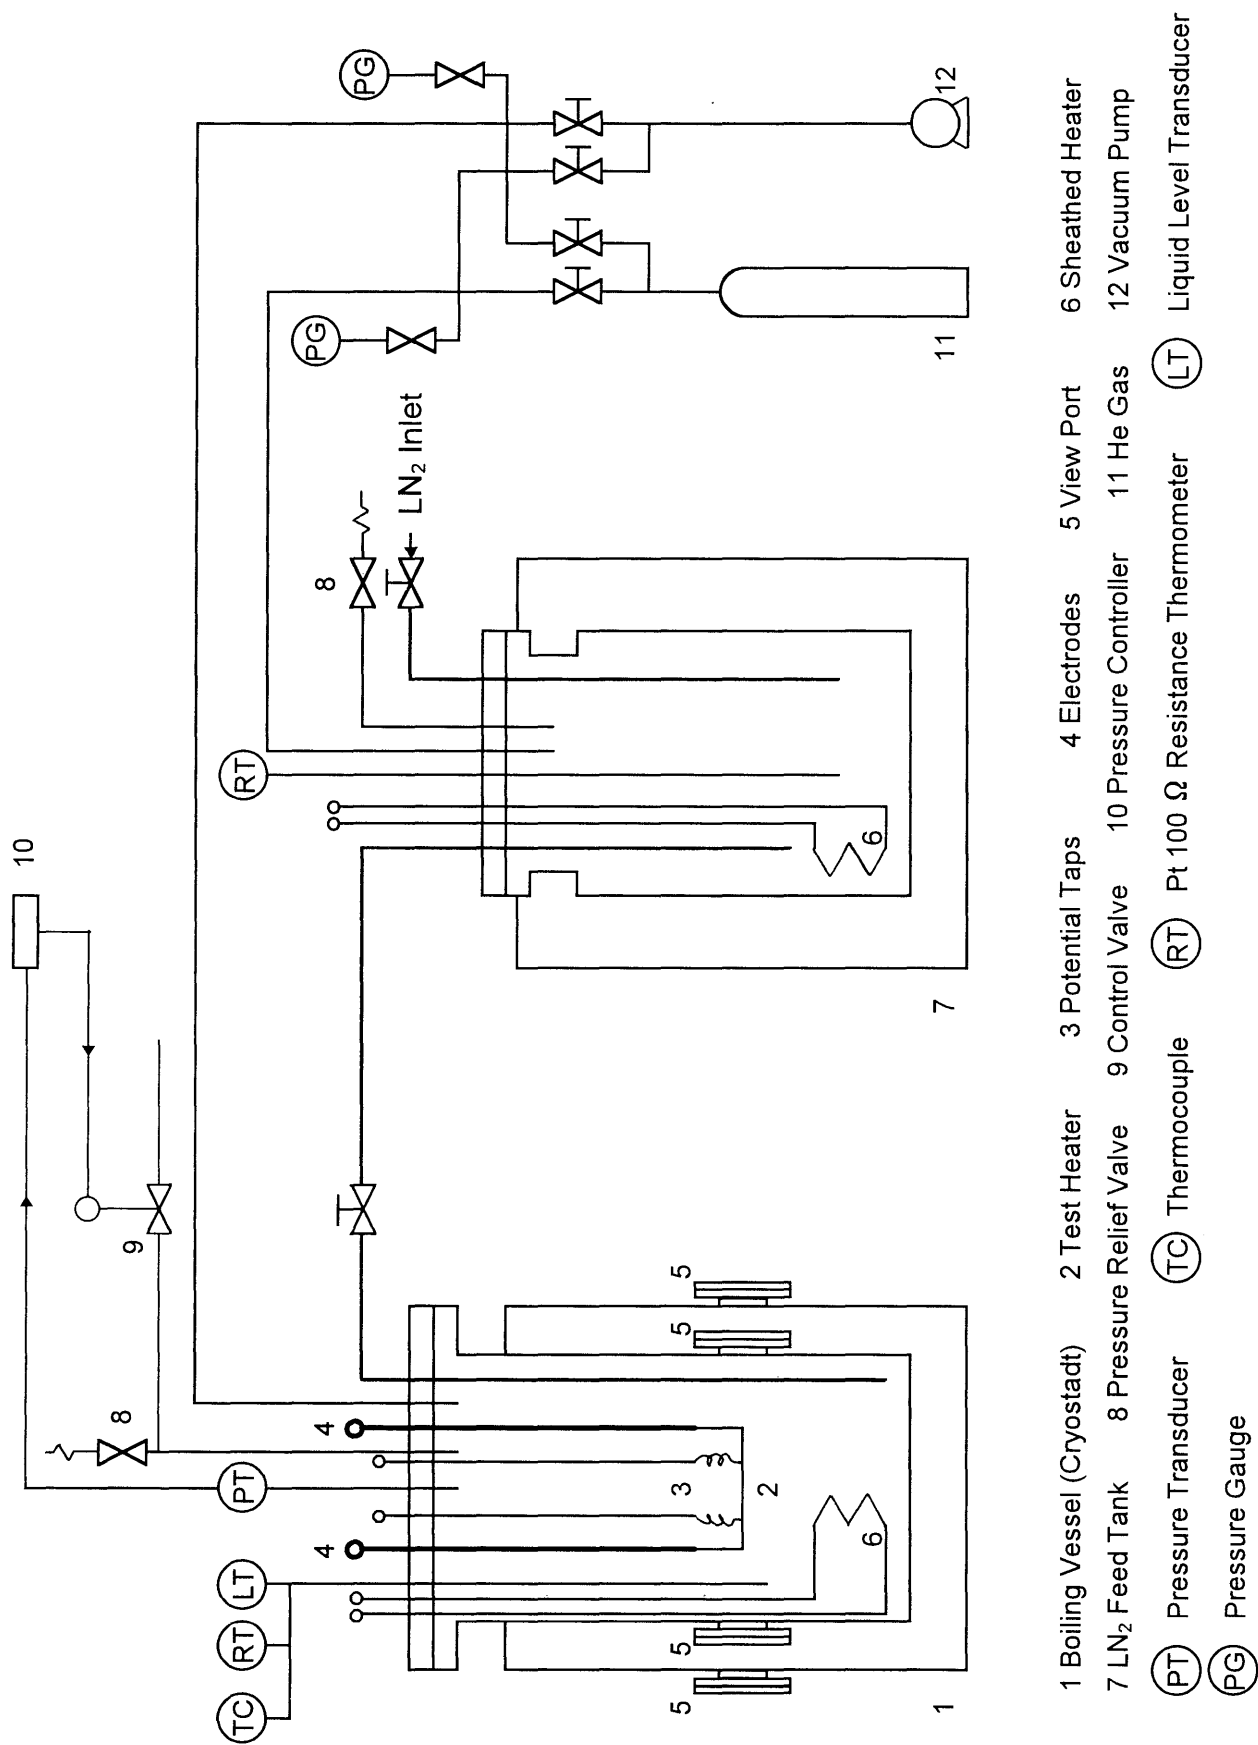 10
8
9
TC RT LT PT RT
4 4 8 PG PG
LN₂ Inlet
5 5 3 5 5
2
6 6
1 7 11 12
1 Boiling Vessel (Cryostadt) 2 Test Heater 3 Potential Taps 4 Electrodes 5 View Port 6 Sheathed Heater
7 LN₂ Feed Tank 8 Pressure Relief Valve 9 Control Valve 10 Pressure Controller 11 He Gas 12 Vacuum Pump
PT Pressure Transducer TC Thermocouple RT Pt 100 Ω Resistance Thermometer LT Liquid Level Transducer
PG Pressure Gauge